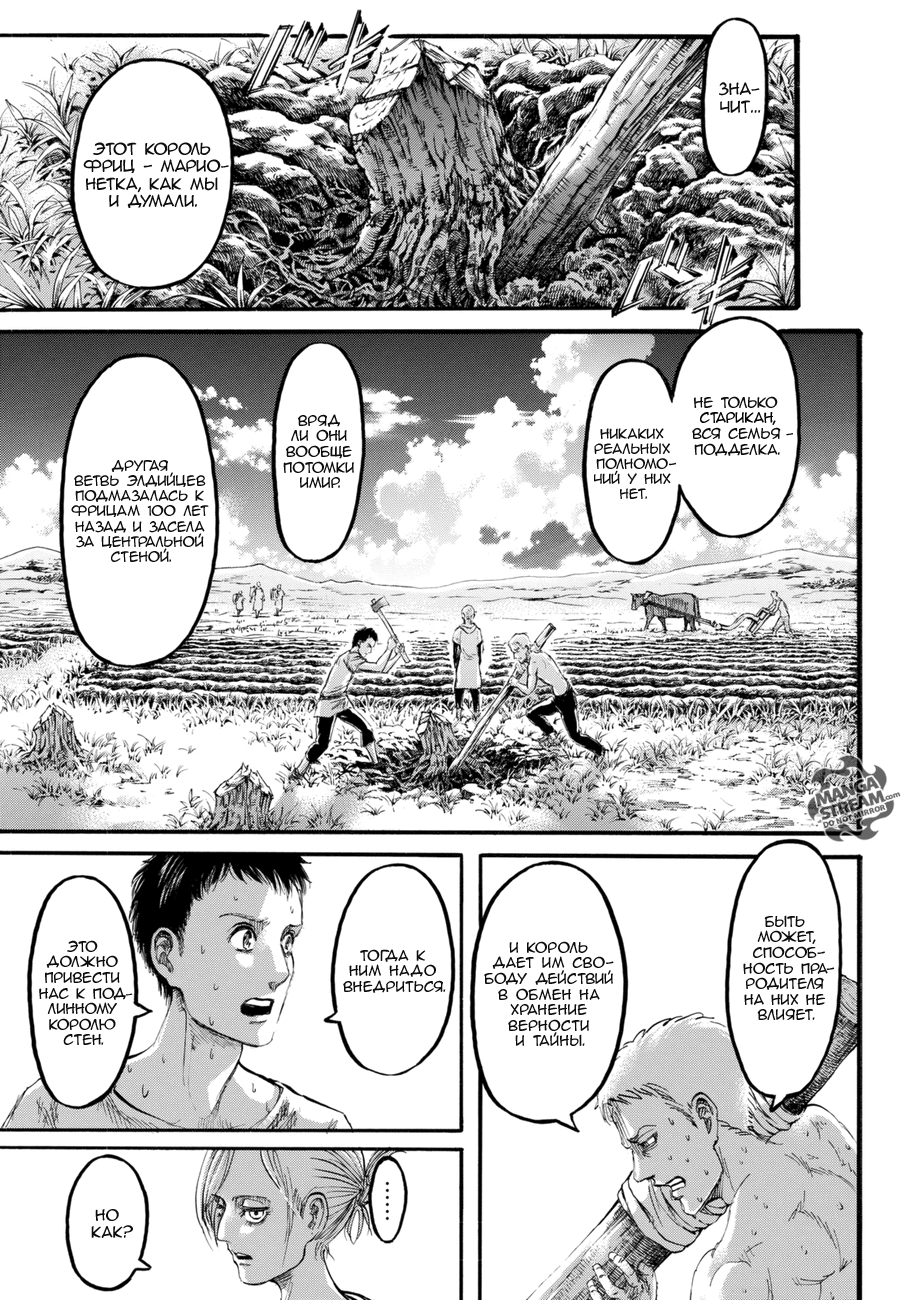 ЗНА-
ЧИТ...
ЭТОТ КОРОЛЬ
ФРИЦ - МАРИО-
НЕТКА, КАК МЫ
И ДУМАЛИ.
НЕ ТОЛЬКО
СТАРИКАН,
ВСЯ СЕМЬЯ -
ПОДДЕЛКА.
НИКАКИХ
РЕАЛЬНЫХ
ПОЛНОМО-
ЧИЙ У НИХ
НЕТ.
ВРЯД
ЛИ ОНИ
ВООБЩЕ
ПОТОМКИ
ИМИР.
ДРУГАЯ
ВЕТВЬ ЭЛДИЙЦЕВ
ПОДМАЗАЛАСЬ К
ФРИЦАМ 100 ЛЕТ
НАЗАД И ЗАСЕЛА
ЗА ЦЕНТРАЛЬНОЙ
СТЕНОЙ.
MANGA
STREAM.com
DO NOT MIRROR
БЫТЬ
МОЖЕТ,
СПОСОБ-
НОСТЬ ПРА-
РОДИТЕЛЯ
НА НИХ НЕ
ВЛИЯЕТ.
И КОРОЛЬ
ДАЕТ ИМ СВО-
БОДУ ДЕЙСТВИЙ
В ОБМЕН НА
ХРАНЕНИЕ
ВЕРНОСТИ
И ТАЙНЫ.
ТОГДА К
НИМ НАДО
ВНЕДРИТЬСЯ.
ЭТО
ДОЛЖНО
ПРИВЕСТИ
НАС К ПОД-
ЛИННОМУ
КОРОЛЮ
СТЕН.
......
НО
КАК?